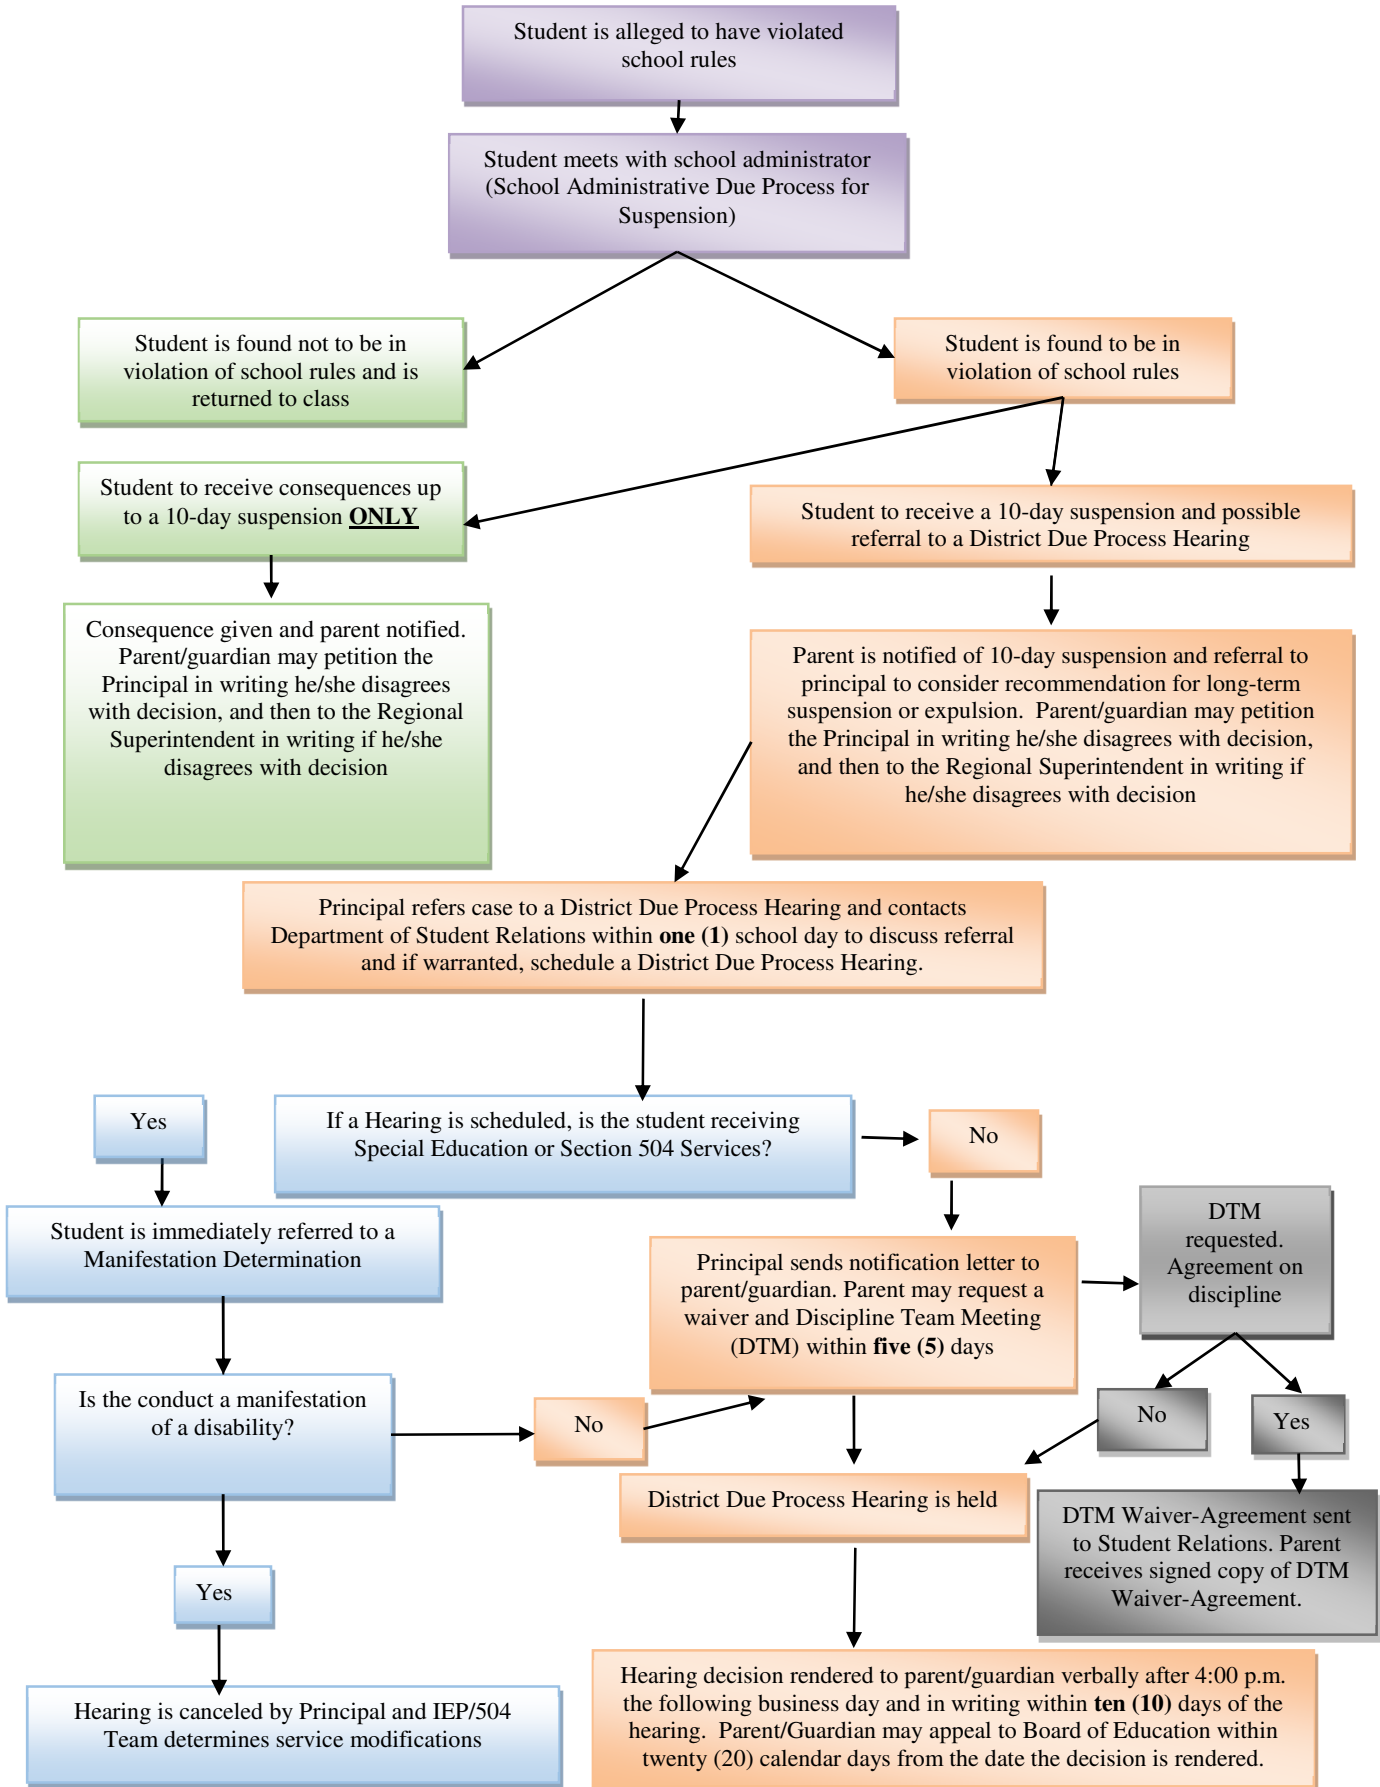 Student is alleged to have violated
school rules
Student meets with school administrator
(School Administrative Due Process for
Suspension)
Student is found not to be in
violation of school rules and is
returned to class
Student is found to be in
violation of school rules
Student to receive consequences up
to a 10-day suspension ONLY
Student to receive a 10-day suspension and possible
referral to a District Due Process Hearing
Consequence given and parent notified.
Parent/guardian may petition the
Principal in writing he/she disagrees
with decision, and then to the Regional
Superintendent in writing if he/she
disagrees with decision
Parent is notified of 10-day suspension and referral to
principal to consider recommendation for long-term
suspension or expulsion.  Parent/guardian may petition
the Principal in writing he/she disagrees with decision,
and then to the Regional Superintendent in writing if
he/she disagrees with decision
Principal refers case to a District Due Process Hearing and contacts
Department of Student Relations within one (1) school day to discuss referral
and if warranted, schedule a District Due Process Hearing.
Yes
If a Hearing is scheduled, is the student receiving
Special Education or Section 504 Services?
No
Student is immediately referred to a
Manifestation Determination
Principal sends notification letter to
parent/guardian. Parent may request a
waiver and Discipline Team Meeting
(DTM) within five (5) days
DTM
requested.
Agreement on
discipline
Is the conduct a manifestation
of a disability?
No
No
Yes
District Due Process Hearing is held
DTM Waiver-Agreement sent
to Student Relations. Parent
receives signed copy of DTM
Waiver-Agreement.
Yes
Hearing is canceled by Principal and IEP/504
Team determines service modifications
Hearing decision rendered to parent/guardian verbally after 4:00 p.m.
the following business day and in writing within ten (10) days of the
hearing.  Parent/Guardian may appeal to Board of Education within
twenty (20) calendar days from the date the decision is rendered.